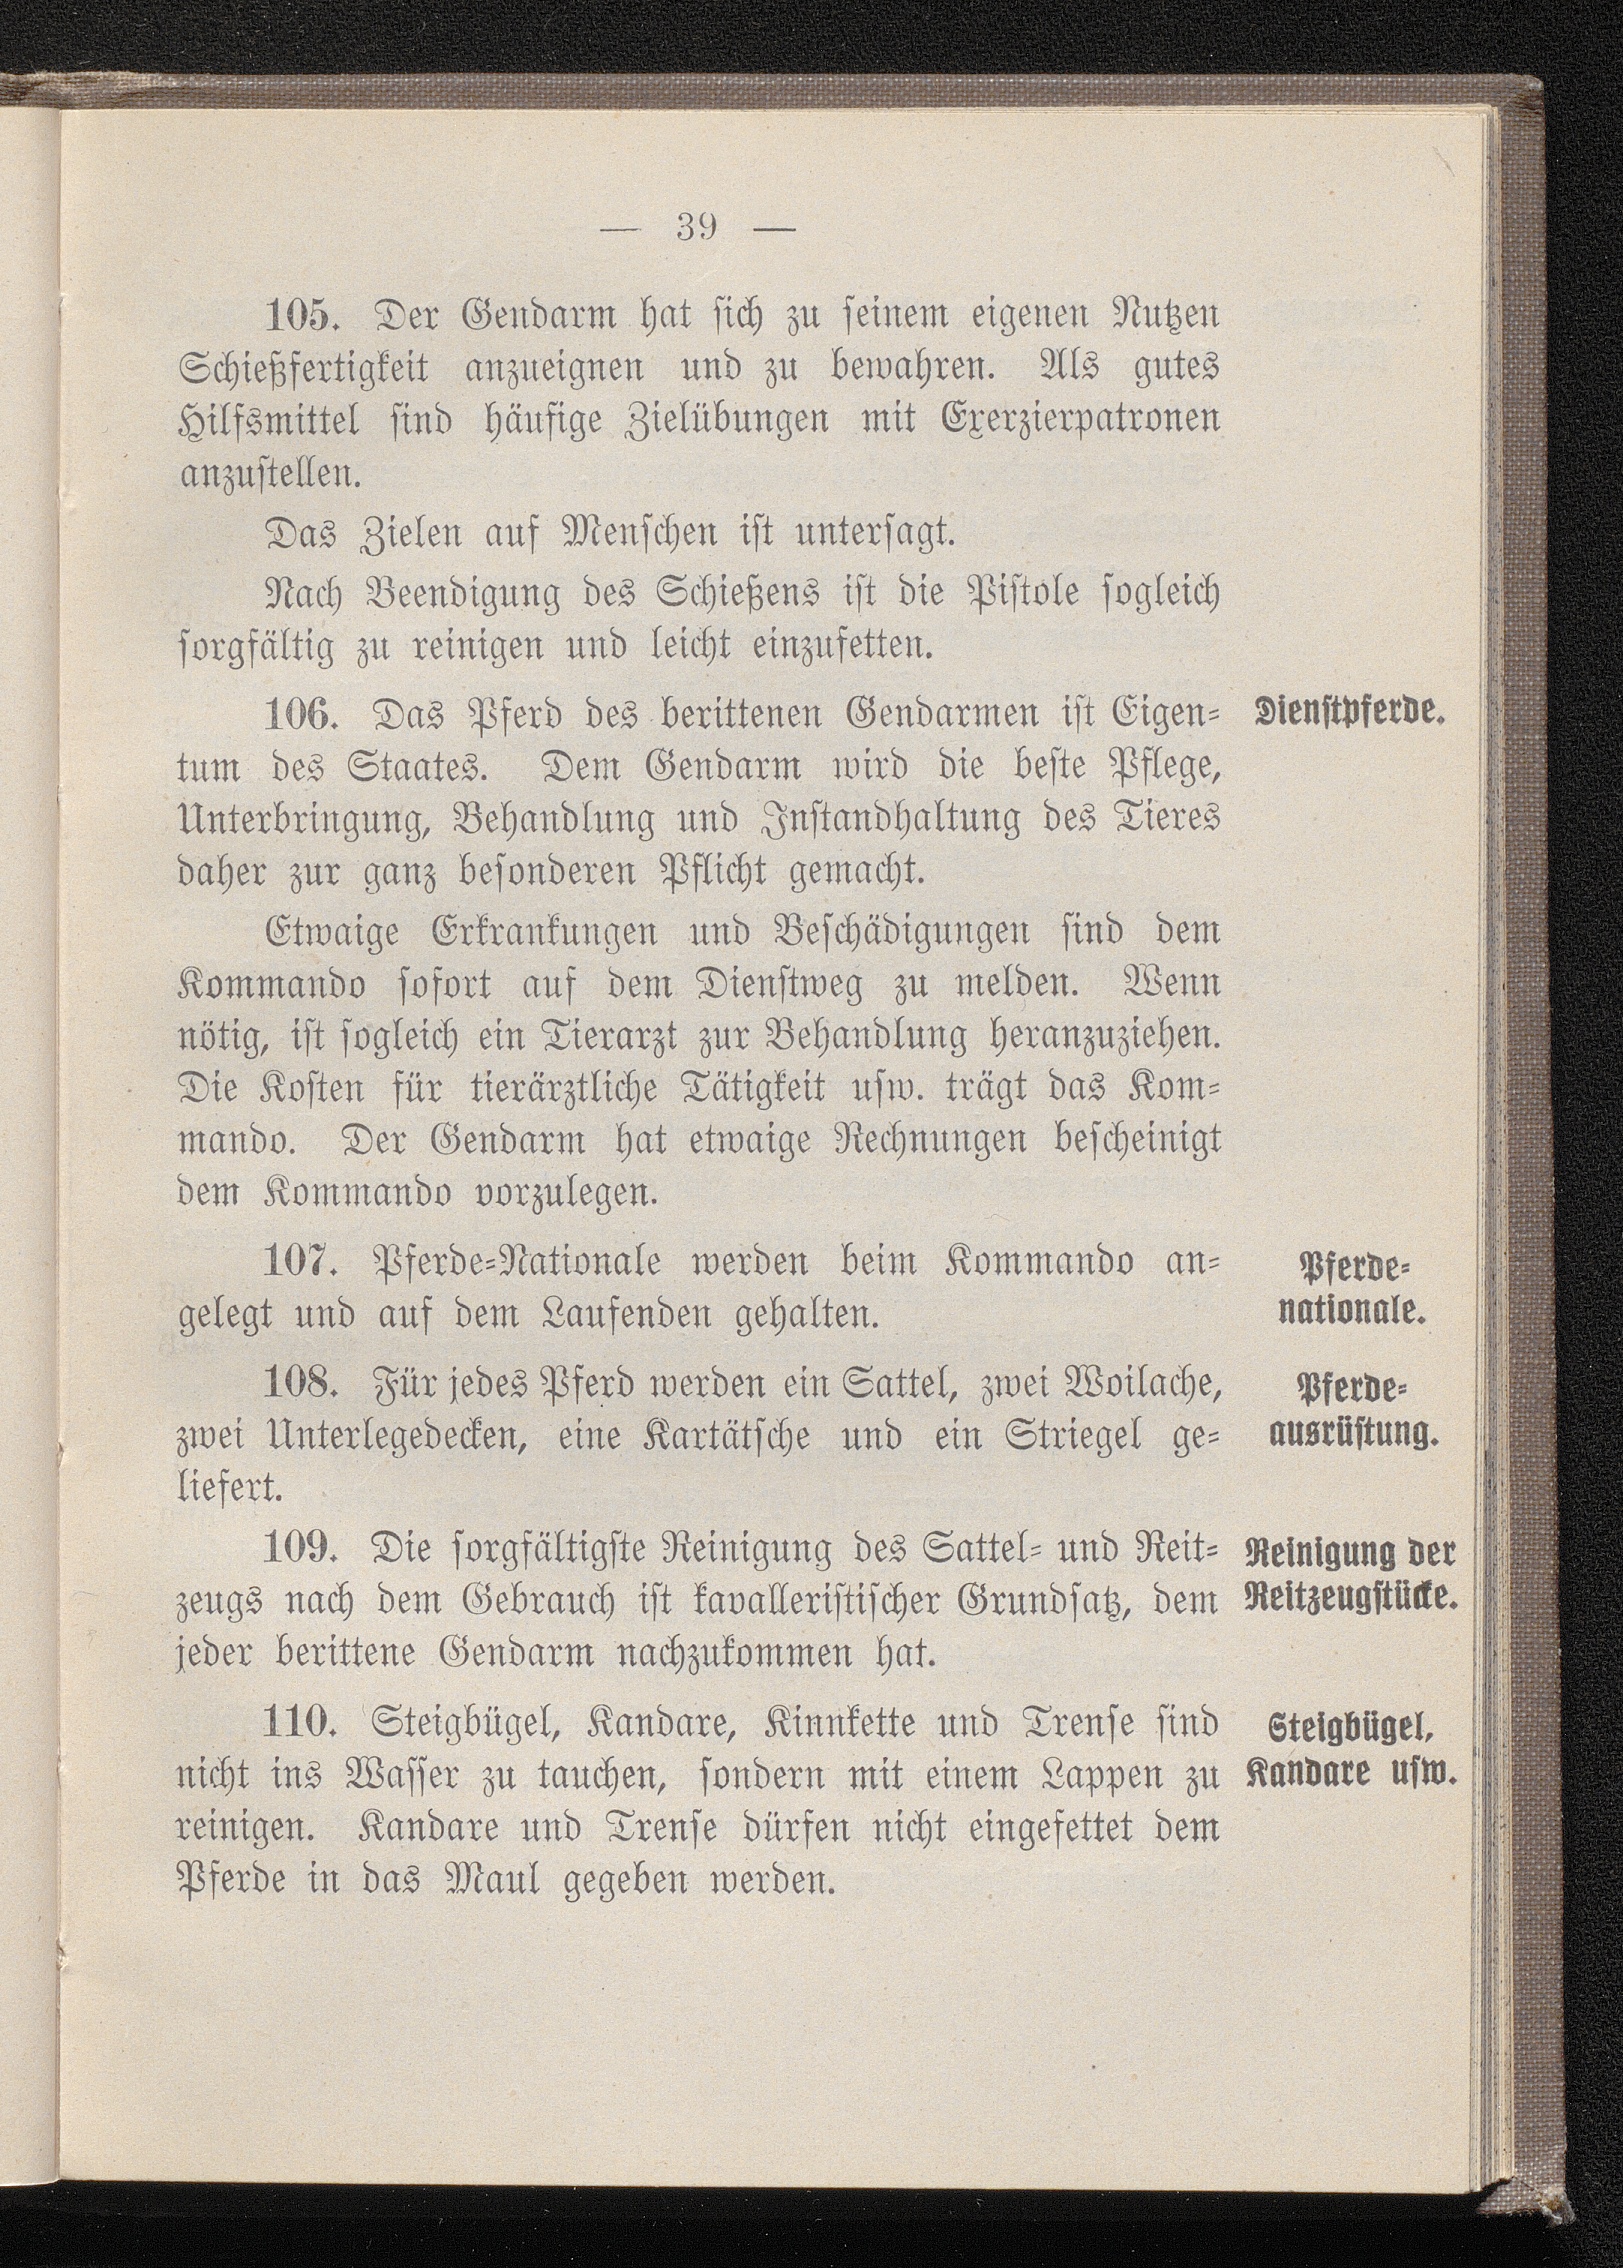 — 39 —
105. Der Gendarm hat sich zu seinem eigenen Nutzen
Schießfertigkeit anzueignen und zu bewahren. Als gutes
Hilfsmittel sind häufige Zielübungen mit Exerzierpatronen
anzustellen.
Das Zielen auf Menschen ist untersagt.
Nach Beendigung des Schießens ist die Pistole sogleich
sorgfältig zu reinigen und leicht einzufetten.
106. Das Pferd des berittenen Gendarmen ist Eigen-
tum des Staates. Dem Gendarm wird die beste Pflege,
Unterbringung, Behandlung und Instandhaltung des Tieres
daher zur ganz besonderen Pflicht gemacht.
Dienstpferde.
Etwaige Erkrankungen und Beschädigungen sind dem
Kommando sofort auf dem Dienstweg zu melden. Wenn
nötig, ist sogleich ein Tierarzt zur Behandlung heranzuziehen.
Die Kosten für tierärztliche Tätigkeit usw. trägt das Kom-
mando. Der Gendarm hat etwaige Rechnungen bescheinigt
dem Kommando vorzulegen.
107. Pferde-Nationale werden beim Kommando an-
gelegt und auf dem Laufenden gehalten.
Pferde-
nationale.
108. Für jedes Pferd werden ein Sattel, zwei Woilache,
zwei Unterlegedecken, eine Kartätsche und ein Striegel ge-
liefert.
Pferde-
ausrüstung.
109. Die sorgfältigste Reinigung des Sattel- und Reit-
zeugs nach dem Gebrauch ist kavalleristischer Grundsatz, dem
jeder berittene Gendarm nachzukommen hat.
Reinigung der
Reitzeugstücke.
110. Steigbügel, Kandare, Kinnkette und Trense sind
nicht ins Wasser zu tauchen, sondern mit einem Lappen zu
reinigen. Kandare und Trense dürfen nicht eingefettet dem
Pferde in das Maul gegeben werden.
Steigbügel,
Kandare usw.